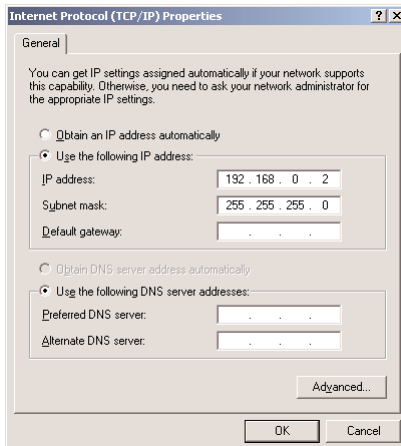 Internet Protocol (TCP/IP) Properties
General
You can get IP settings assigned automatically if your network supports
this capability. Otherwise, you need to ask your network administrator for
the appropriate IP settings.
Obtain an IP address automatically
Use the following IP address:
IP address: 192 . 168 . 0 . 2
Subnet mask: 255 . 255 . 255 . 0
Default gateway: . . .
Obtain DNS server address automatically
Use the following DNS server addresses:
Preferred DNS server: . . .
Alternate DNS server: . . .
Advanced...
OK Cancel